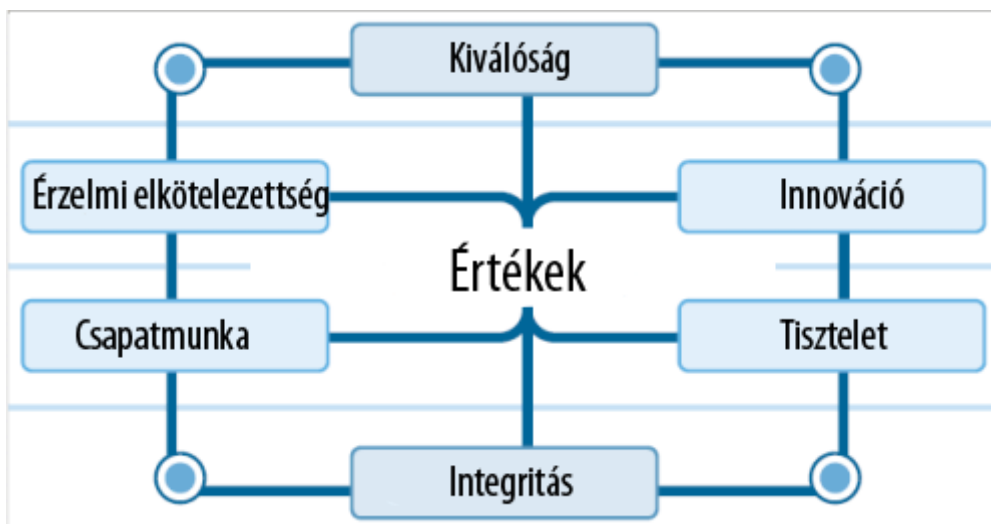 Kiválóság
Érzelmi elkötelezettség
Innováció
Értékek
Csapatmunka
Tisztelet
Integritás